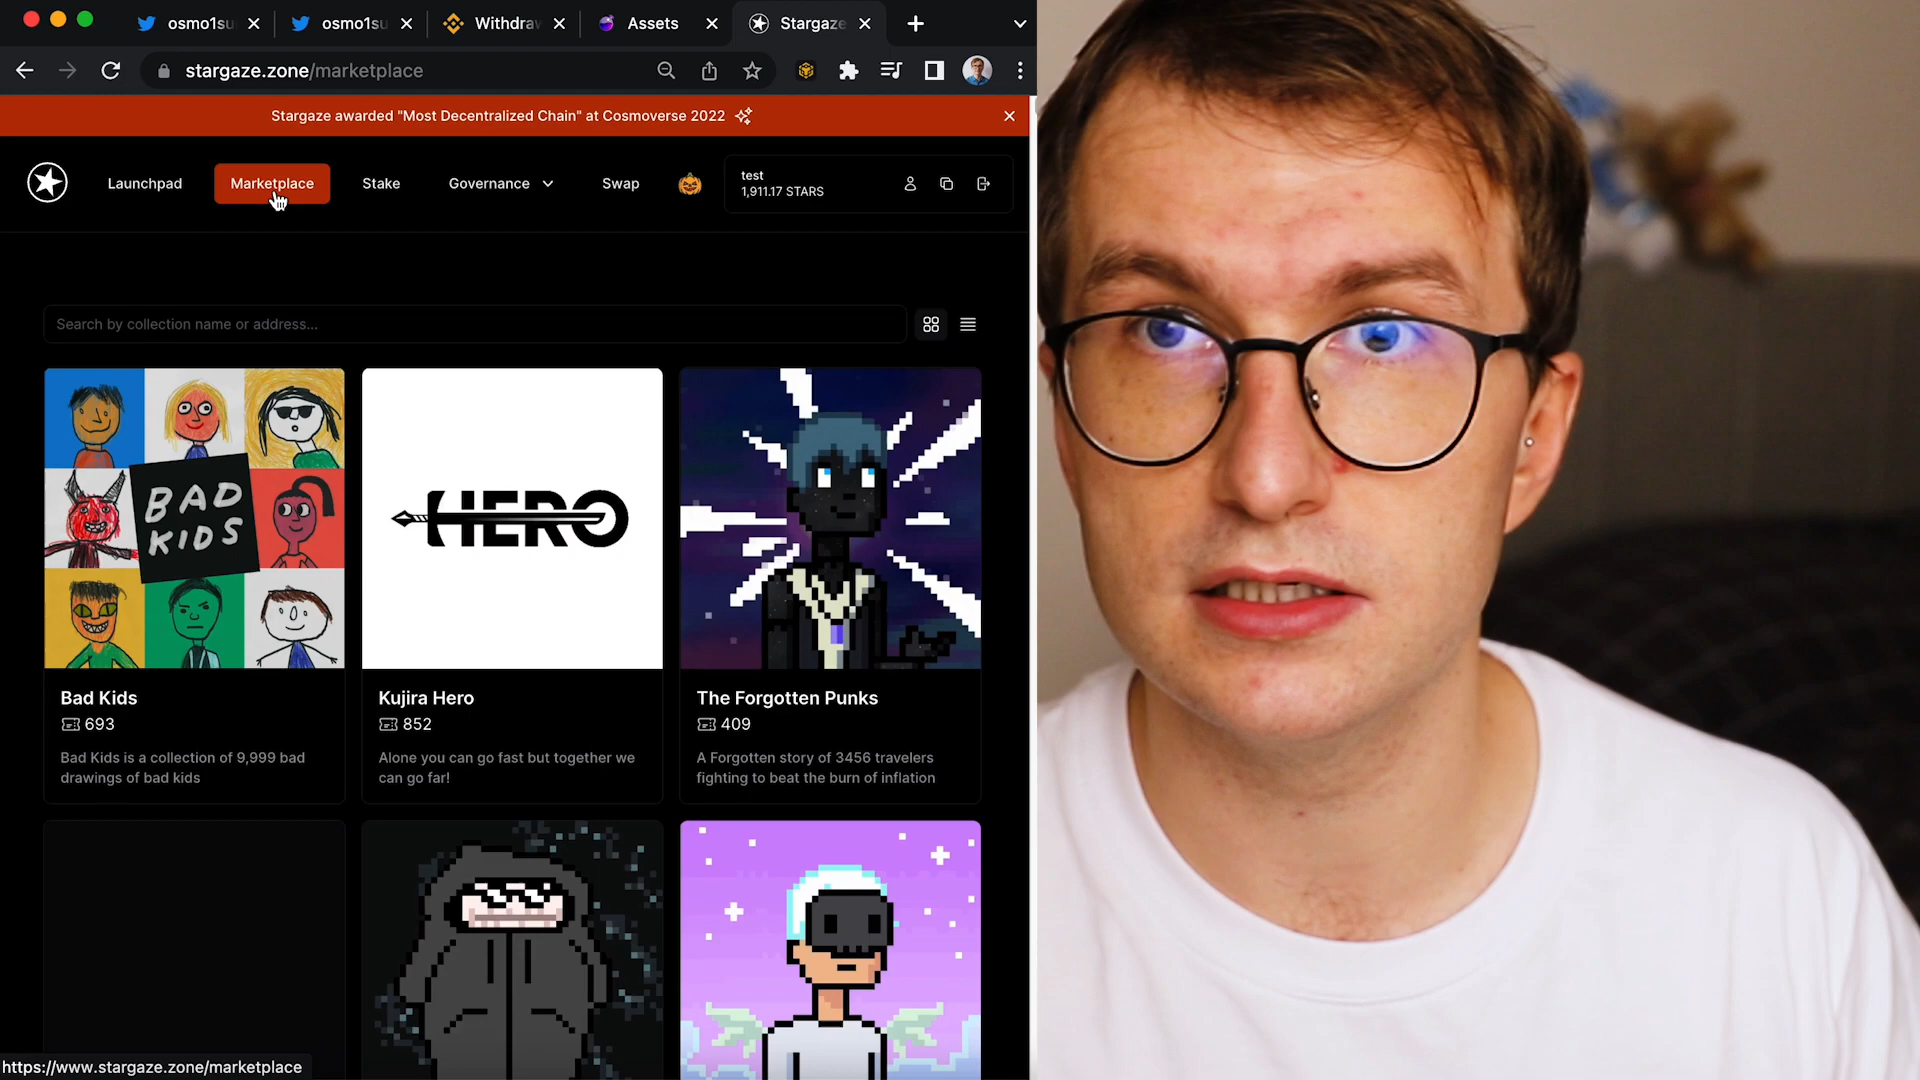 osmo1su
osmo1su
Withdraw
Assets
Stargaze
stargaze.zone/marketplace
Stargaze awarded "Most Decentralized Chain" at Cosmoverse 2022
Launchpad
Marketplace
Stake
Governance
Swap
test
1,911.17 STARS
Search by collection name or address...
BAD
KIDS
HERO
Bad Kids
693
Bad Kids is a collection of 9,999 bad
drawings of bad kids
Kujira Hero
852
Alone you can go fast but together we
can go far!
The Forgotten Punks
409
A Forgotten story of 3456 travelers
fighting to beat the burn of inflation
https://www.stargaze.zone/marketplace